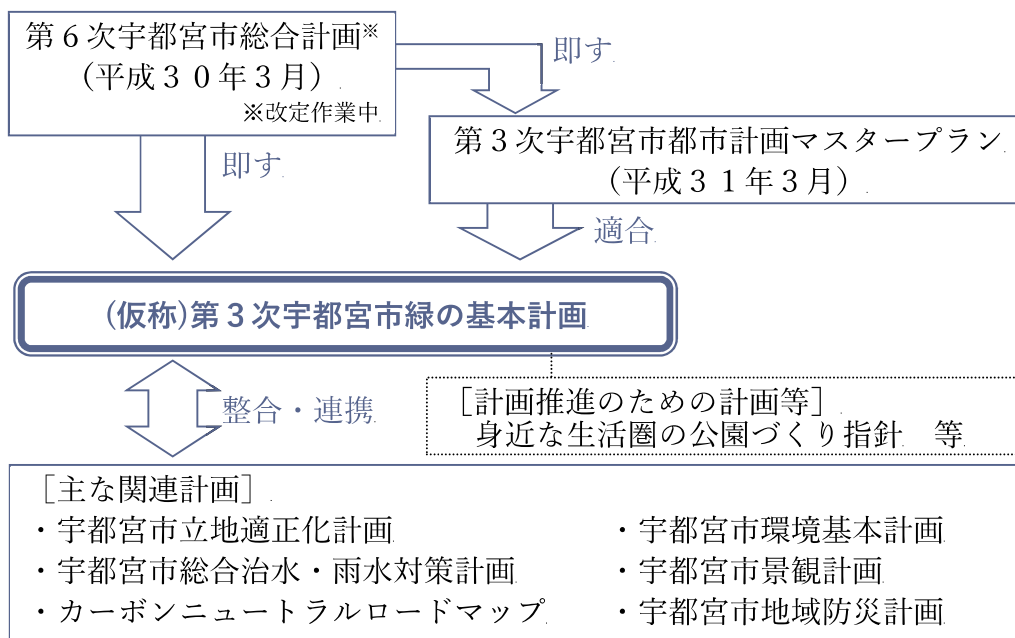 第６次宇都宮市総合計画※
（平成３０年３月）
※改定作業中
即す
第３次宇都宮市都市計画マスタープラン
（平成３１年３月）
即す
適合
(仮称)第３次宇都宮市緑の基本計画
整合・連携
［計画推進のための計画等］
身近な生活圏の公園づくり指針　等
［主な関連計画］
・宇都宮市立地適正化計画
・宇都宮市環境基本計画
・宇都宮市総合治水・雨水対策計画
・宇都宮市景観計画
・カーボンニュートラルロードマップ
・宇都宮市地域防災計画